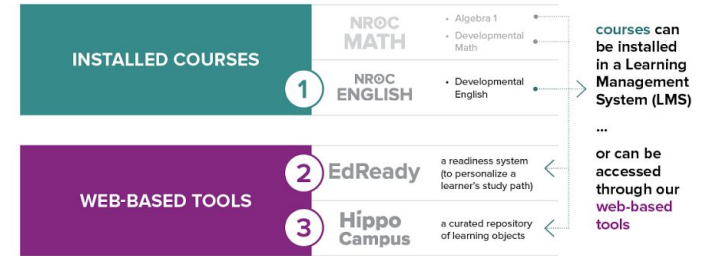 INSTALLED COURSES
1
NROC
MATH
• Algebra 1
• Developmental
Math
NROC
ENGLISH
• Developmental
English
courses can
be installed
in a Learning
Management
System (LMS)
...
or can be
accessed
through our
web-based
tools
WEB-BASED TOOLS
2
EdReady
a readiness system
(to personalize a
learner's study path)
3
Hippo
Campus
a curated repository
of learning objects